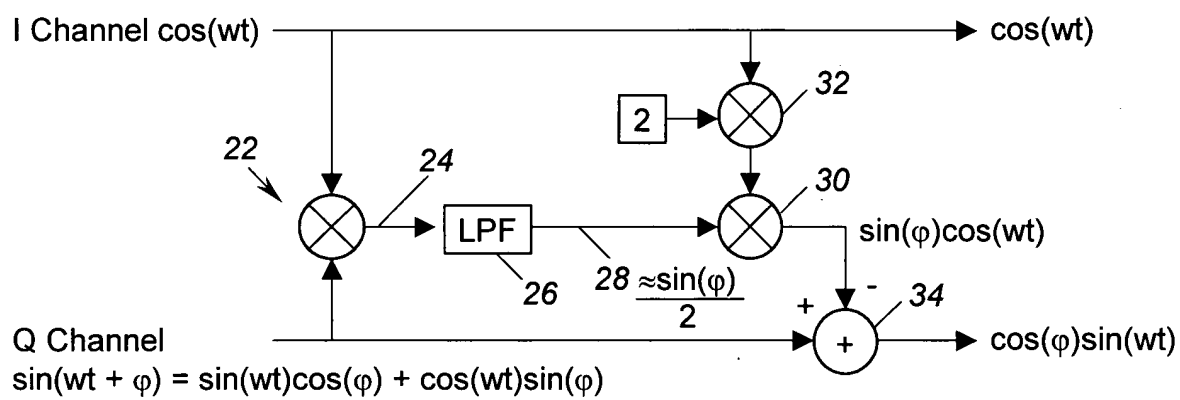 I Channel cos(wt)
cos(wt)
32
2
22
24
30
LPF
sin(φ)cos(wt)
26
28
≈sin(φ)
2
-
34
+
+
Q Channel
cos(φ)sin(wt)
sin(wt + φ) = sin(wt)cos(φ) + cos(wt)sin(φ)